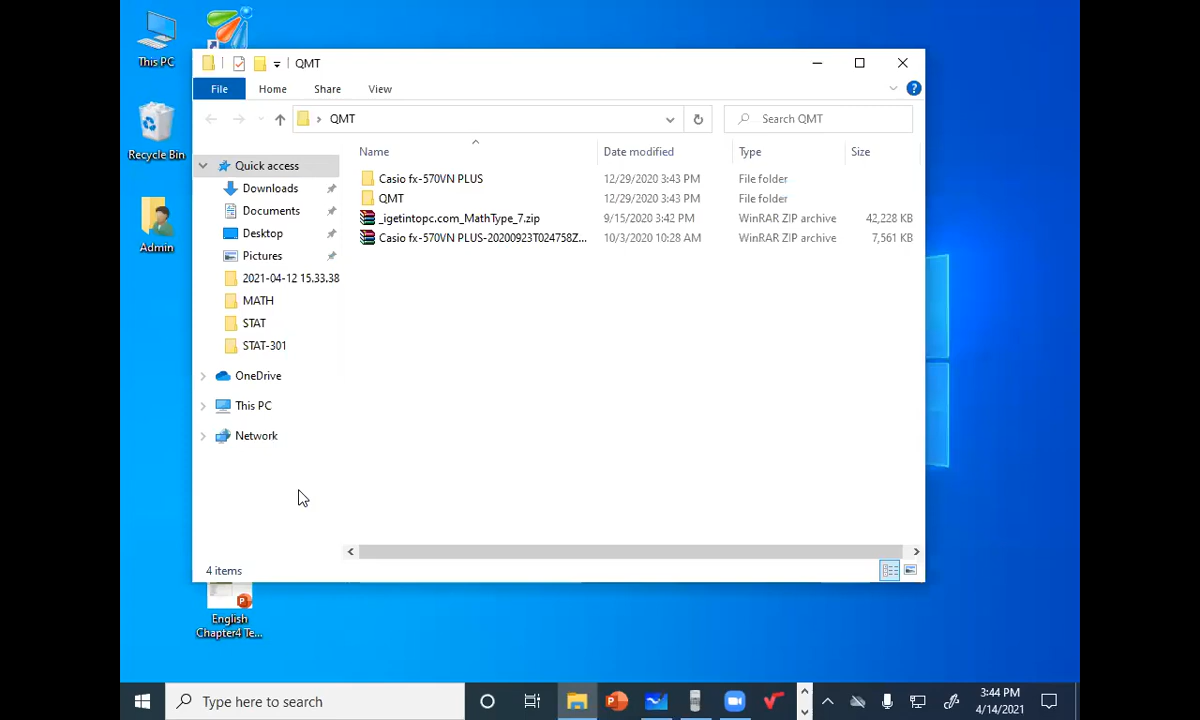 This PC
Recycle Bin
Admin
QMT
File
Home
Share
View
QMT
Search QMT
Name
Date modified
Type
Size
Quick access
Downloads
Documents
Desktop
Pictures
2021-04-12 15.33.38
MATH
STAT
STAT-301
OneDrive
This PC
Network
Casio fx-570VN PLUS 12/29/2020 3:43 PM File folder
QMT 12/29/2020 3:43 PM File folder
_igetintopc.com_MathType_7.zip 9/15/2020 3:42 PM WinRAR ZIP archive 42,228 KB
Casio fx-570VN PLUS-20200923T024758Z... 10/3/2020 10:28 AM WinRAR ZIP archive 7,561 KB
4 items
English
Chapter4 Te...
Type here to search
3:44 PM
4/14/2021